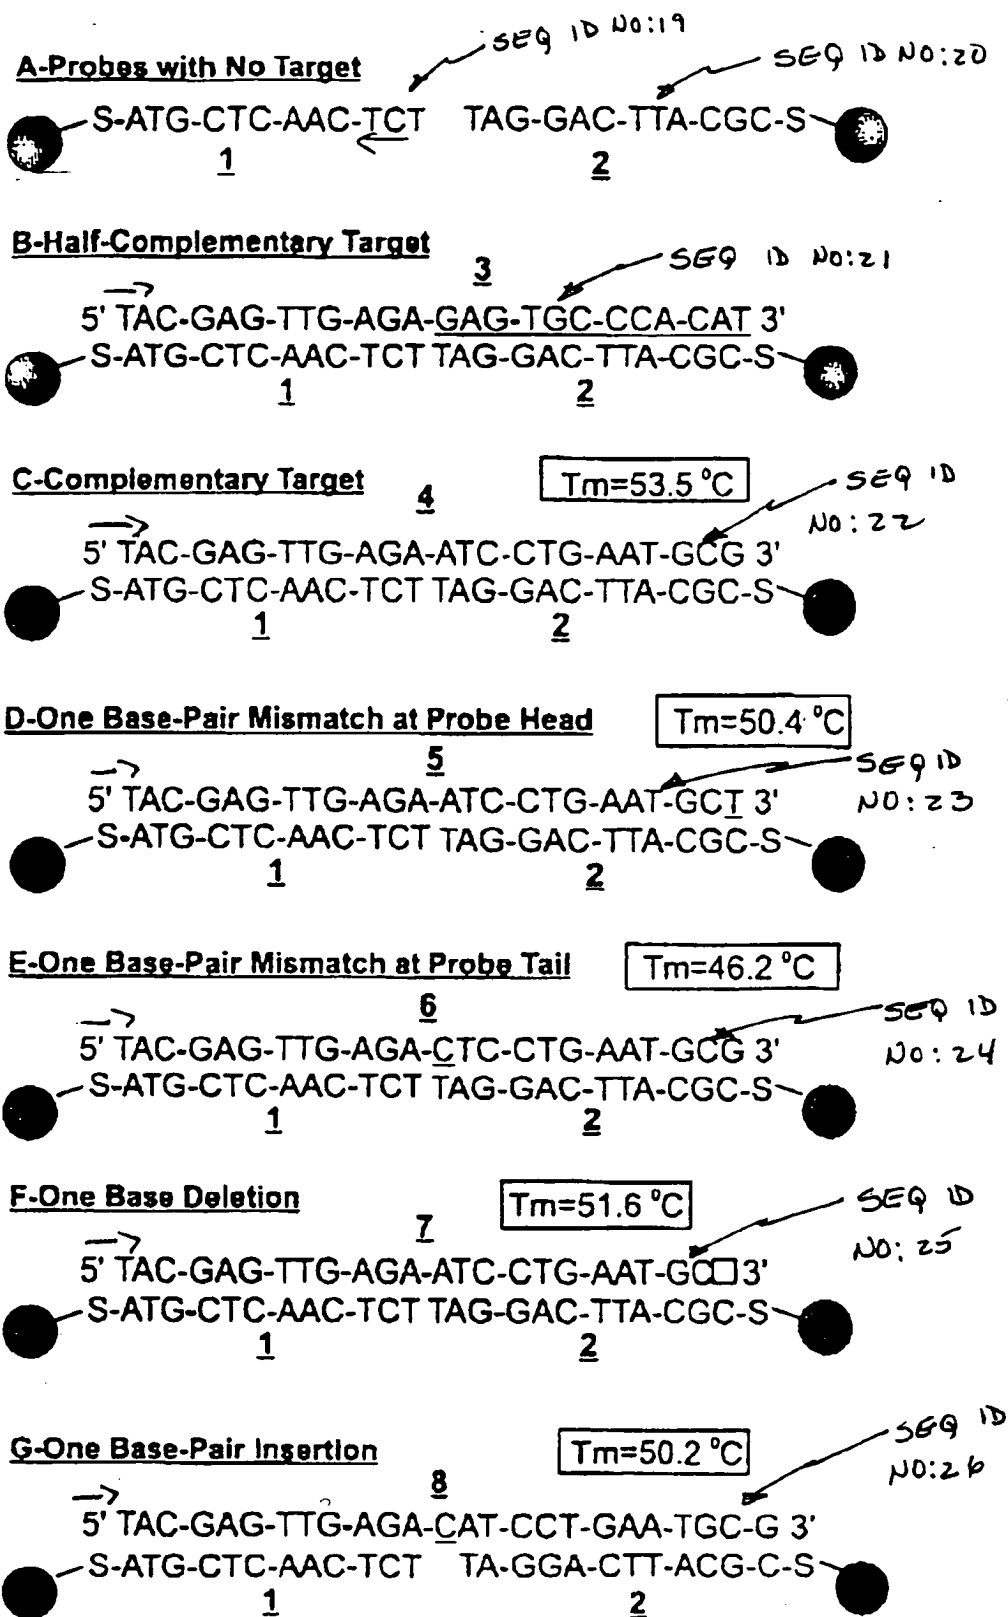 SEQ ID NO:19
SEQ ID NO:20
A-Probes with No Target
S-ATG-CTC-AAC-TCT TAG-GAC-TTA-CGC-S
1 2
B-Half-Complementary Target
3
SEQ ID NO:21
5' TAC-GAG-TTG-AGA-GAG-TGC-CCA-CAT 3'
S-ATG-CTC-AAC-TCT TAG-GAC-TTA-CGC-S
1 2
C-Complementary Target
4
Tm=53.5 °C
SEQ ID
NO:22
5' TAC-GAG-TTG-AGA-ATC-CTG-AAT-GCG 3'
S-ATG-CTC-AAC-TCT TAG-GAC-TTA-CGC-S
1 2
D-One Base-Pair Mismatch at Probe Head
Tm=50.4 °C
5
SEQ ID
NO:23
5' TAC-GAG-TTG-AGA-ATC-CTG-AAT-GCT 3'
S-ATG-CTC-AAC-TCT TAG-GAC-TTA-CGC-S
1 2
E-One Base-Pair Mismatch at Probe Tail
Tm=46.2 °C
6
SEQ ID
NO:24
5' TAC-GAG-TTG-AGA-CTC-CTG-AAT-GCG 3'
S-ATG-CTC-AAC-TCT TAG-GAC-TTA-CGC-S
1 2
F-One Base Deletion
Tm=51.6 °C
7
SEQ ID
NO:25
5' TAC-GAG-TTG-AGA-ATC-CTG-AAT-GC□3'
S-ATG-CTC-AAC-TCT TAG-GAC-TTA-CGC-S
1 2
G-One Base-Pair Insertion
Tm=50.2 °C
8
SEQ ID
NO:26
5' TAC-GAG-TTG-AGA-CAT-CCT-GAA-TGC-G 3'
S-ATG-CTC-AAC-TCT TA-GGA-CTT-ACG-C-S
1 2